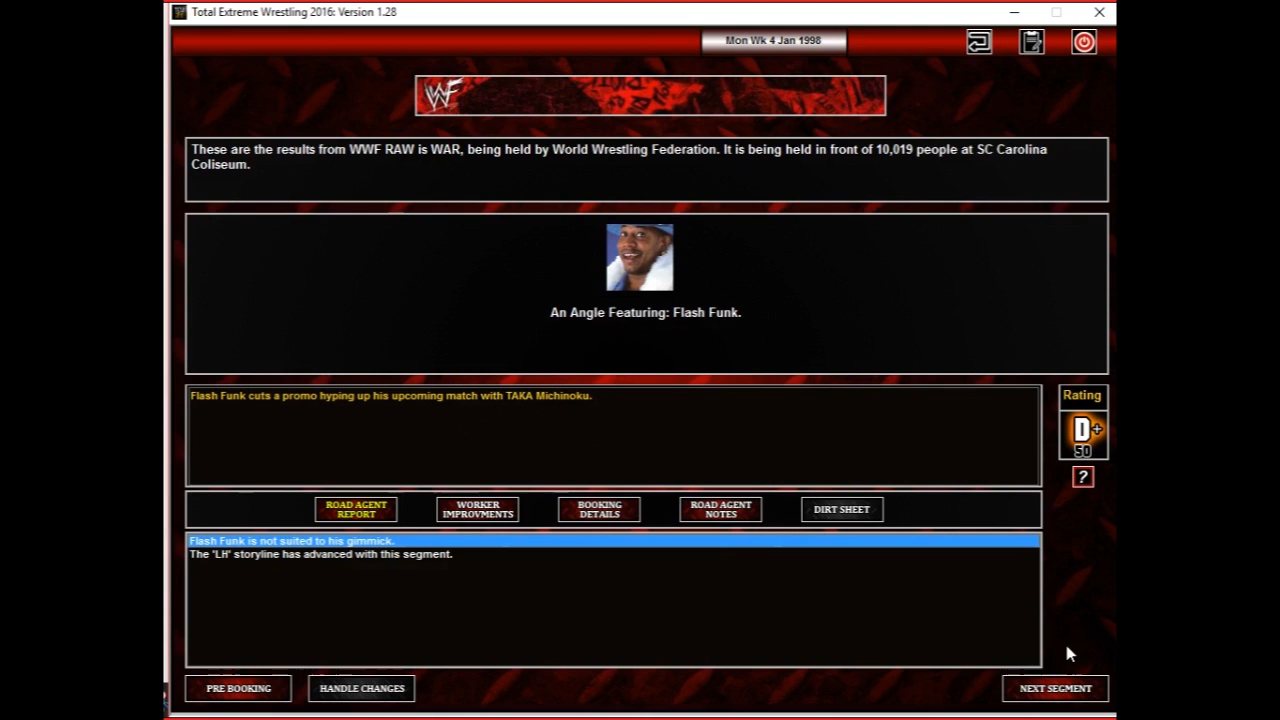 Total Extreme Wrestling 2016: Version 1.28
Mon Wk 4 Jan 1998
WWF
These are the results from WWF RAW is WAR, being held by World Wrestling Federation. It is being held in front of 10,019 people at SC Carolina
Coliseum.
An Angle Featuring: Flash Funk.
Flash Funk cuts a promo hyping up his upcoming match with TAKA Michinoku.
Rating
D+
50
?
ROAD AGENT
REPORT
WORKER
IMPROVMENTS
BOOKING
DETAILS
ROAD AGENT
NOTES
DIRT SHEET
Flash Funk is not suited to his gimmick.
The 'LH' storyline has advanced with this segment.
PRE BOOKING
HANDLE CHANGES
NEXT SEGMENT